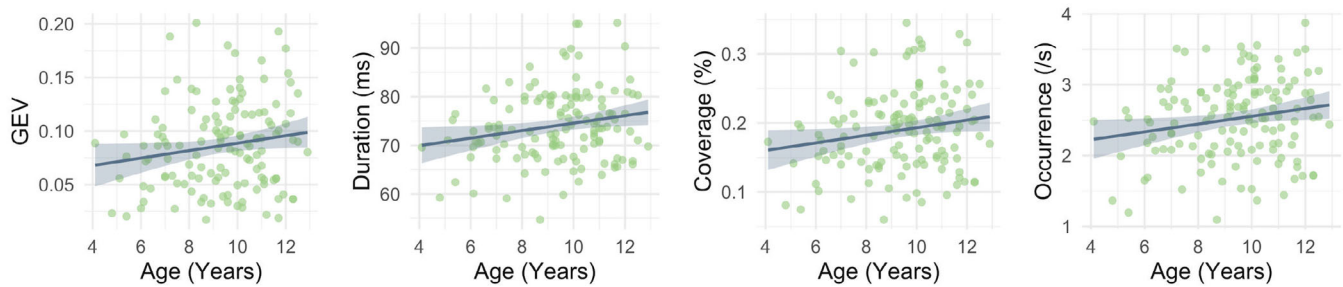 GEV
0.20
0.15
0.10
0.05
4 6 8 10 12
Age (Years)
Duration (ms)
90
80
70
60
4 6 8 10 12
Age (Years)
Coverage (%)
0.3
0.2
0.1
4 6 8 10 12
Age (Years)
Occurrence (/s)
4
3
2
1
4 6 8 10 12
Age (Years)